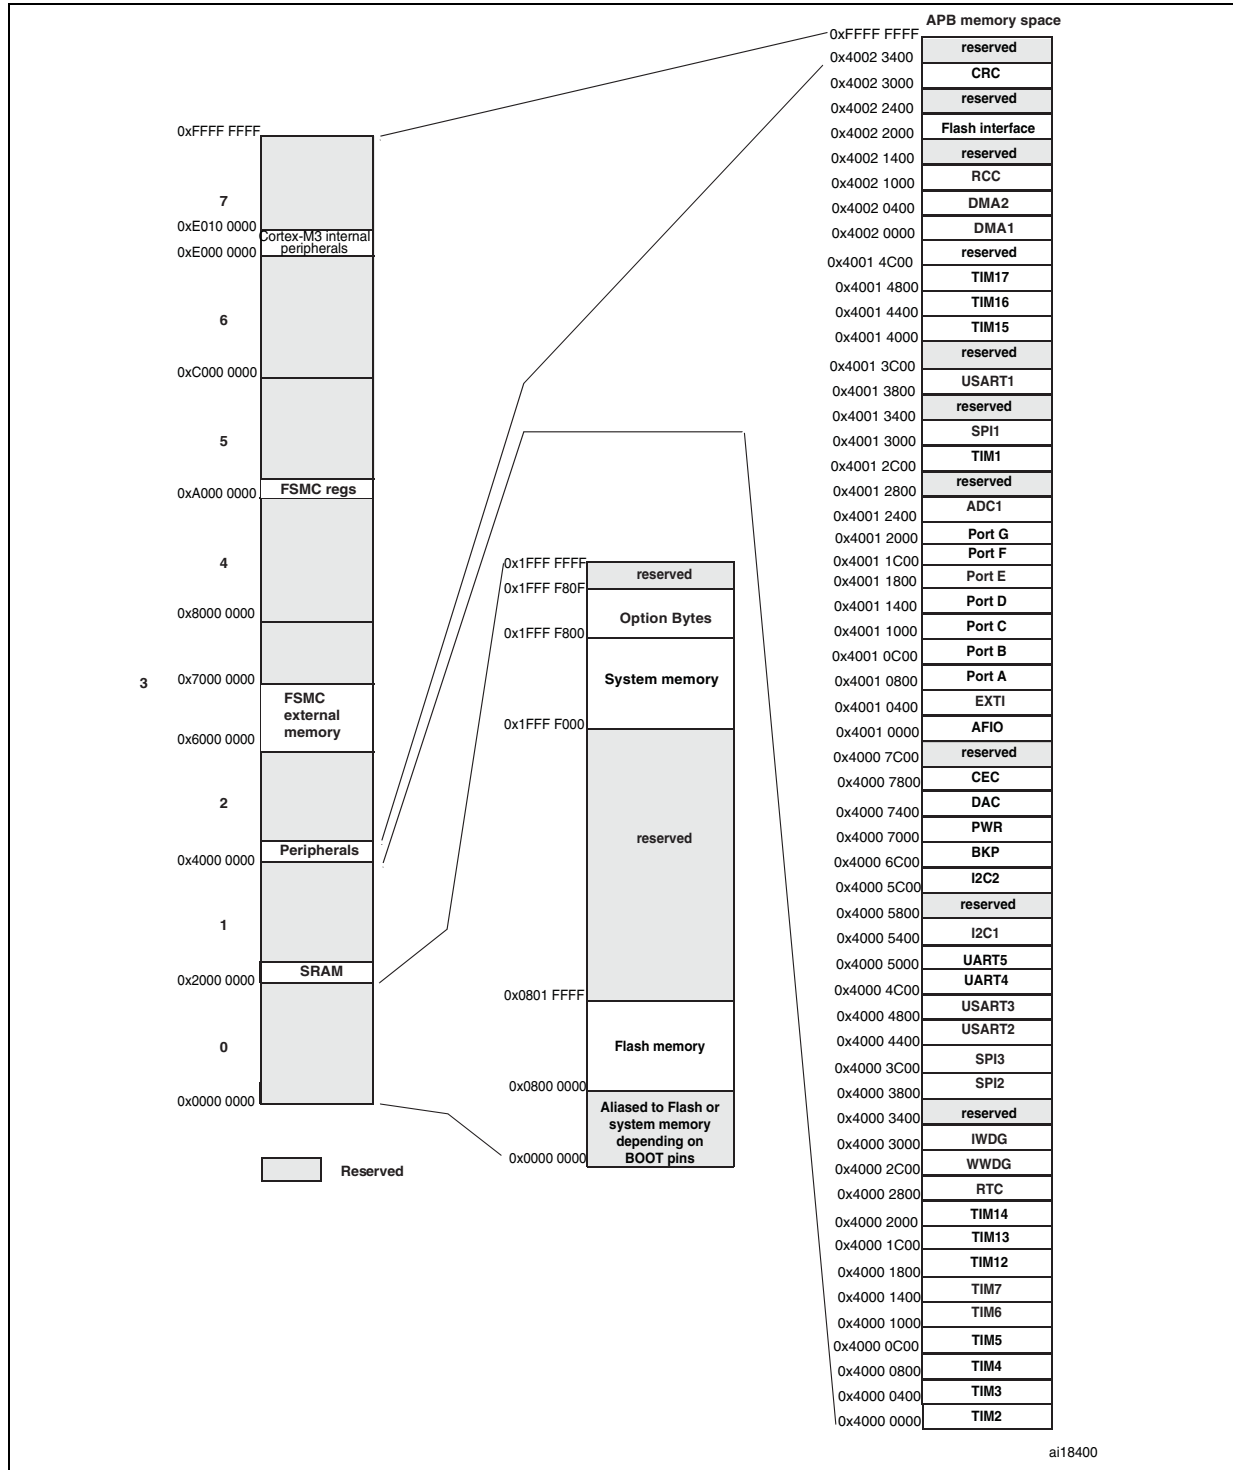 0xFFFF FFFF
7
0xE010 0000
Cortex-M3 internal
peripherals
0xE000 0000
6
0xC000 0000
5
0xA000 0000
FSMC regs
4
0x8000 0000
3
0x7000 0000
FSMC
external
memory
0x6000 0000
2
Peripherals
0x4000 0000
1
SRAM
0x2000 0000
0
0x0000 0000
Reserved
0x1FFF FFFF
reserved
0x1FFF F80F
Option Bytes
0x1FFF F800
System memory
0x1FFF F000
reserved
0x0801 FFFF
Flash memory
0x0800 0000
Aliased to Flash or
system memory
depending on
BOOT pins
0x0000 0000
APB memory space
0xFFFF FFFF
reserved
0x4002 3400
CRC
0x4002 3000
reserved
0x4002 2400
Flash interface
0x4002 2000
reserved
0x4002 1400
RCC
0x4002 1000
DMA2
0x4002 0400
DMA1
0x4002 0000
reserved
0x4001 4C00
TIM17
0x4001 4800
TIM16
0x4001 4400
TIM15
0x4001 4000
reserved
0x4001 3C00
USART1
0x4001 3800
reserved
0x4001 3400
SPI1
0x4001 3000
TIM1
0x4001 2C00
reserved
0x4001 2800
ADC1
0x4001 2400
Port G
0x4001 2000
Port F
0x4001 1C00
Port E
0x4001 1800
Port D
0x4001 1400
Port C
0x4001 1000
Port B
0x4001 0C00
Port A
0x4001 0800
EXTI
0x4001 0400
AFIO
0x4001 0000
reserved
0x4000 7C00
CEC
0x4000 7800
DAC
0x4000 7400
PWR
0x4000 7000
BKP
0x4000 6C00
I2C2
0x4000 5C00
reserved
0x4000 5800
I2C1
0x4000 5400
UART5
0x4000 5000
UART4
0x4000 4C00
USART3
0x4000 4800
USART2
0x4000 4400
SPI3
0x4000 3C00
SPI2
0x4000 3800
reserved
0x4000 3400
IWDG
0x4000 3000
WWDG
0x4000 2C00
RTC
0x4000 2800
TIM14
0x4000 2000
TIM13
0x4000 1C00
TIM12
0x4000 1800
TIM7
0x4000 1400
TIM6
0x4000 1000
TIM5
0x4000 0C00
TIM4
0x4000 0800
TIM3
0x4000 0400
TIM2
0x4000 0000
ai18400